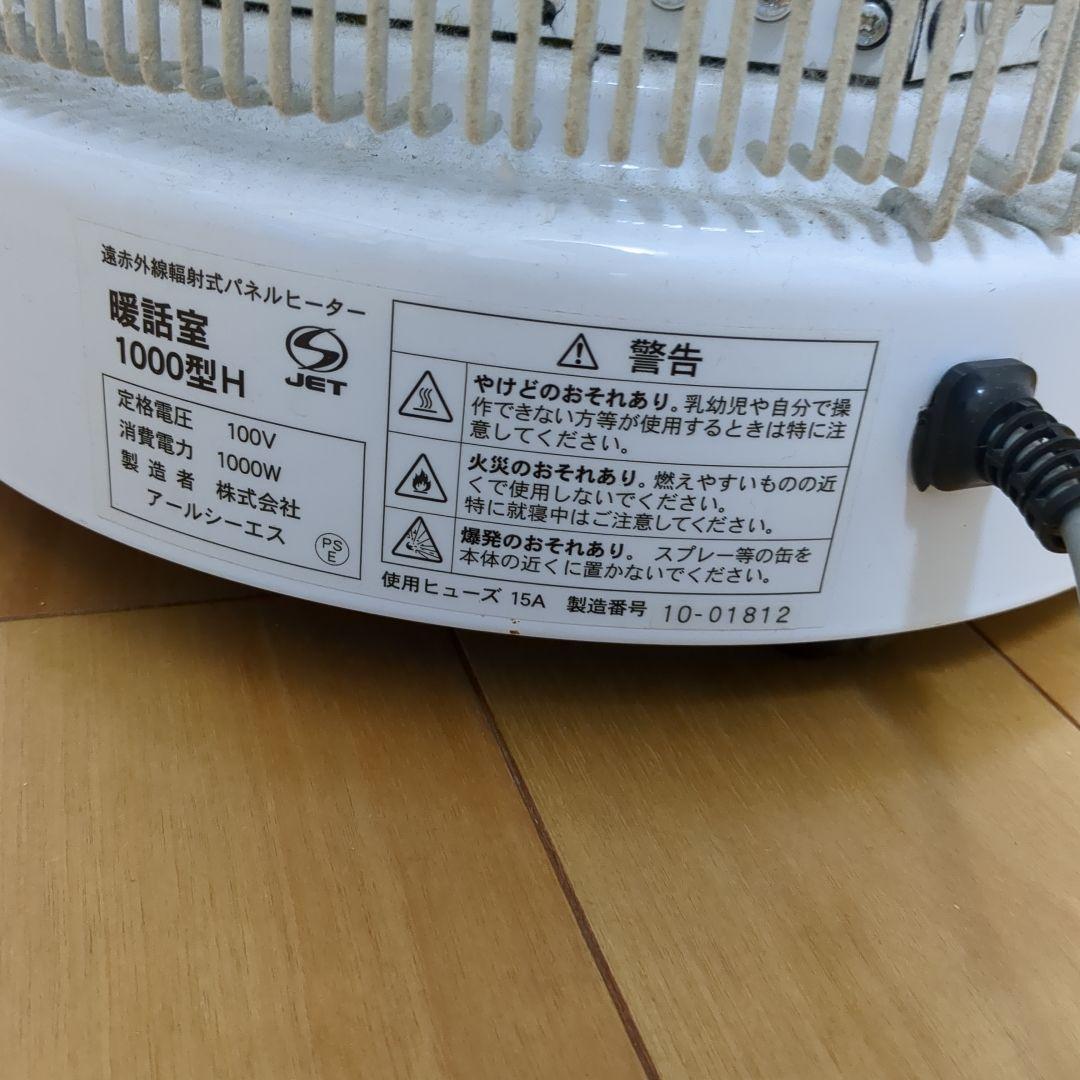 遠赤外線輻射式パネルヒーター
暖話室
1000型H
JET
定格電圧 100V
消費電力 1000W
製造者 株式会社
アールシーエス
PS
E
警告
やけどのおそれあり。乳幼児や自分で操
作できない方等が使用するときは特に注
意してください。
火災のおそれあり。燃えやすいものの近
くで使用しないでください。
特に就寝中はご注意してください。
爆発のおそれあり。 スプレー等の缶を
本体の近くに置かないでください。
使用ヒューズ 15A 製造番号 10-01812